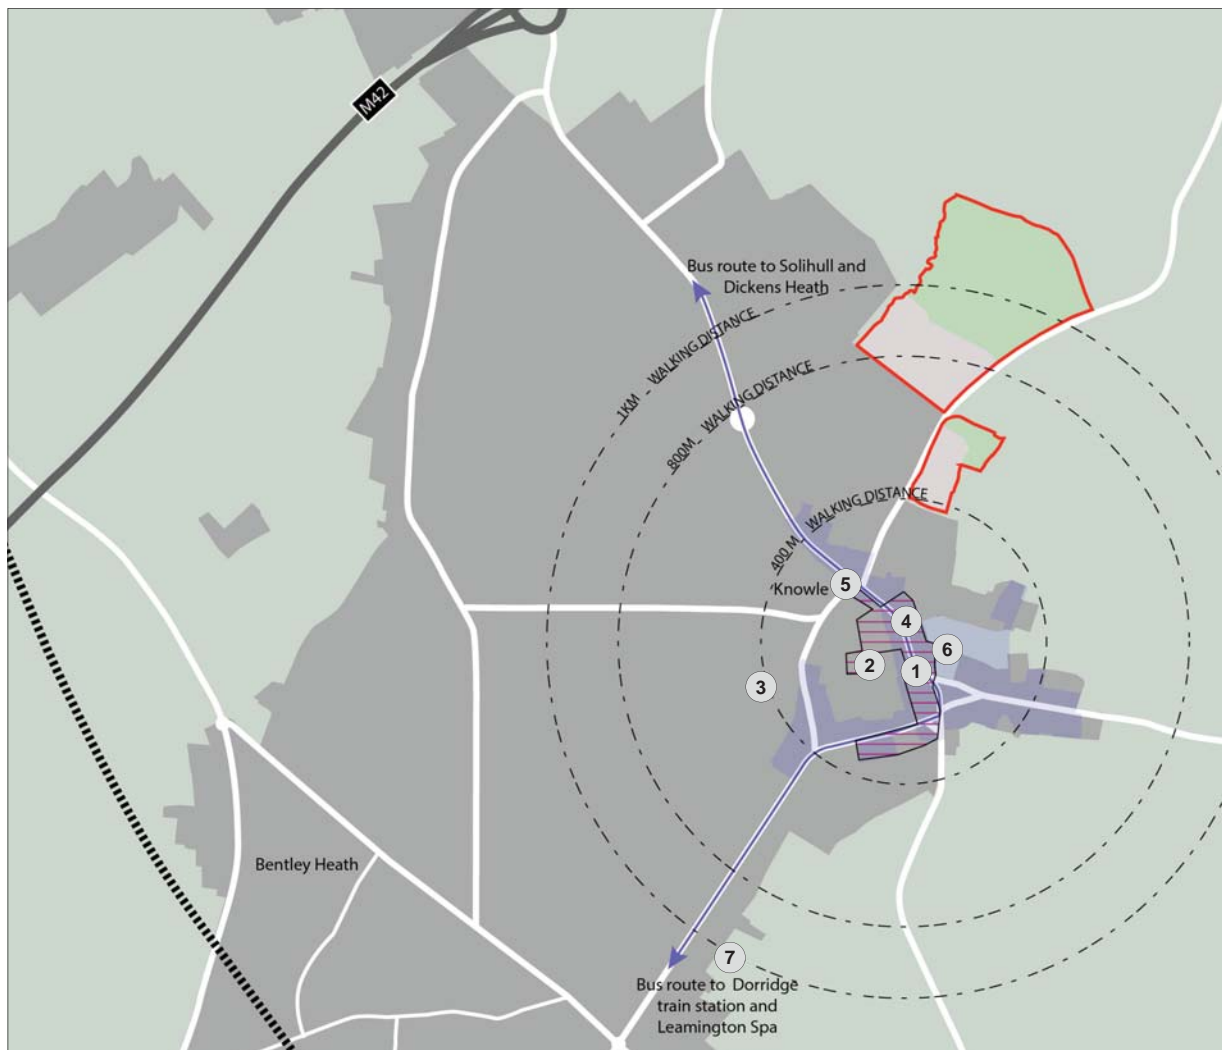 M42
Bus route to Solihull and
Dickens Heath
1KM WALKING DISTANCE
800M WALKING DISTANCE
400 M WALKING DISTANCE
Knowle
5
4
6
2
1
3
Bentley Heath
7
Bus route to Dorridge
train station and
Leamington Spa